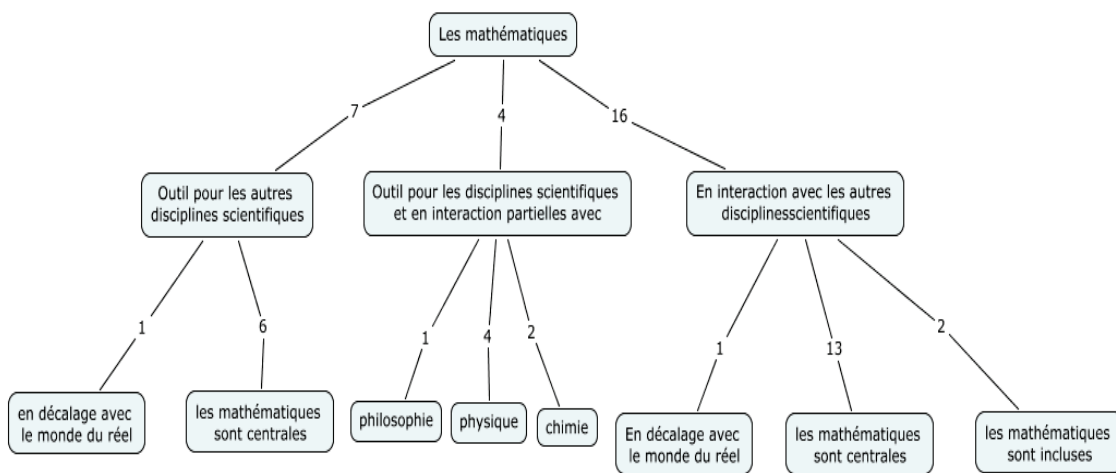 Les mathématiques
7
4
16
Outil pour les autres
disciplines scientifiques
Outil pour les disciplines scientifiques
et en interaction partielles avec
En interaction avec les autres
disciplinesscientifiques
1
6
1
4
2
1
13
2
en décalage avec
le monde du réel
les mathématiques
sont centrales
philosophie
physique
chimie
En décalage avec
le monde du réel
les mathématiques
sont centrales
les mathématiques
sont incluses